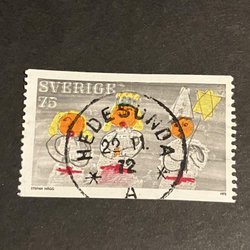 SVERIGE
75
HEDESUNDA
22.11.
72
A